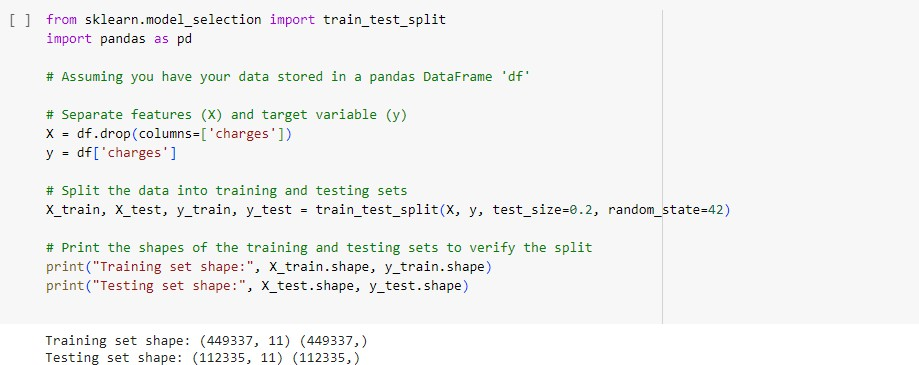 [ ] from sklearn.model_selection import train_test_split
import pandas as pd
# Assuming you have your data stored in a pandas DataFrame 'df'
# Separate features (X) and target variable (y)
X = df.drop(columns=['charges'])
y = df['charges']
# Split the data into training and testing sets
X_train, X_test, y_train, y_test = train_test_split(X, y, test_size=0.2, random_state=42)
# Print the shapes of the training and testing sets to verify the split
print("Training set shape:", X_train.shape, y_train.shape)
print("Testing set shape:", X_test.shape, y_test.shape)
Training set shape: (449337, 11) (449337,)
Testing set shape: (112335, 11) (112335,)